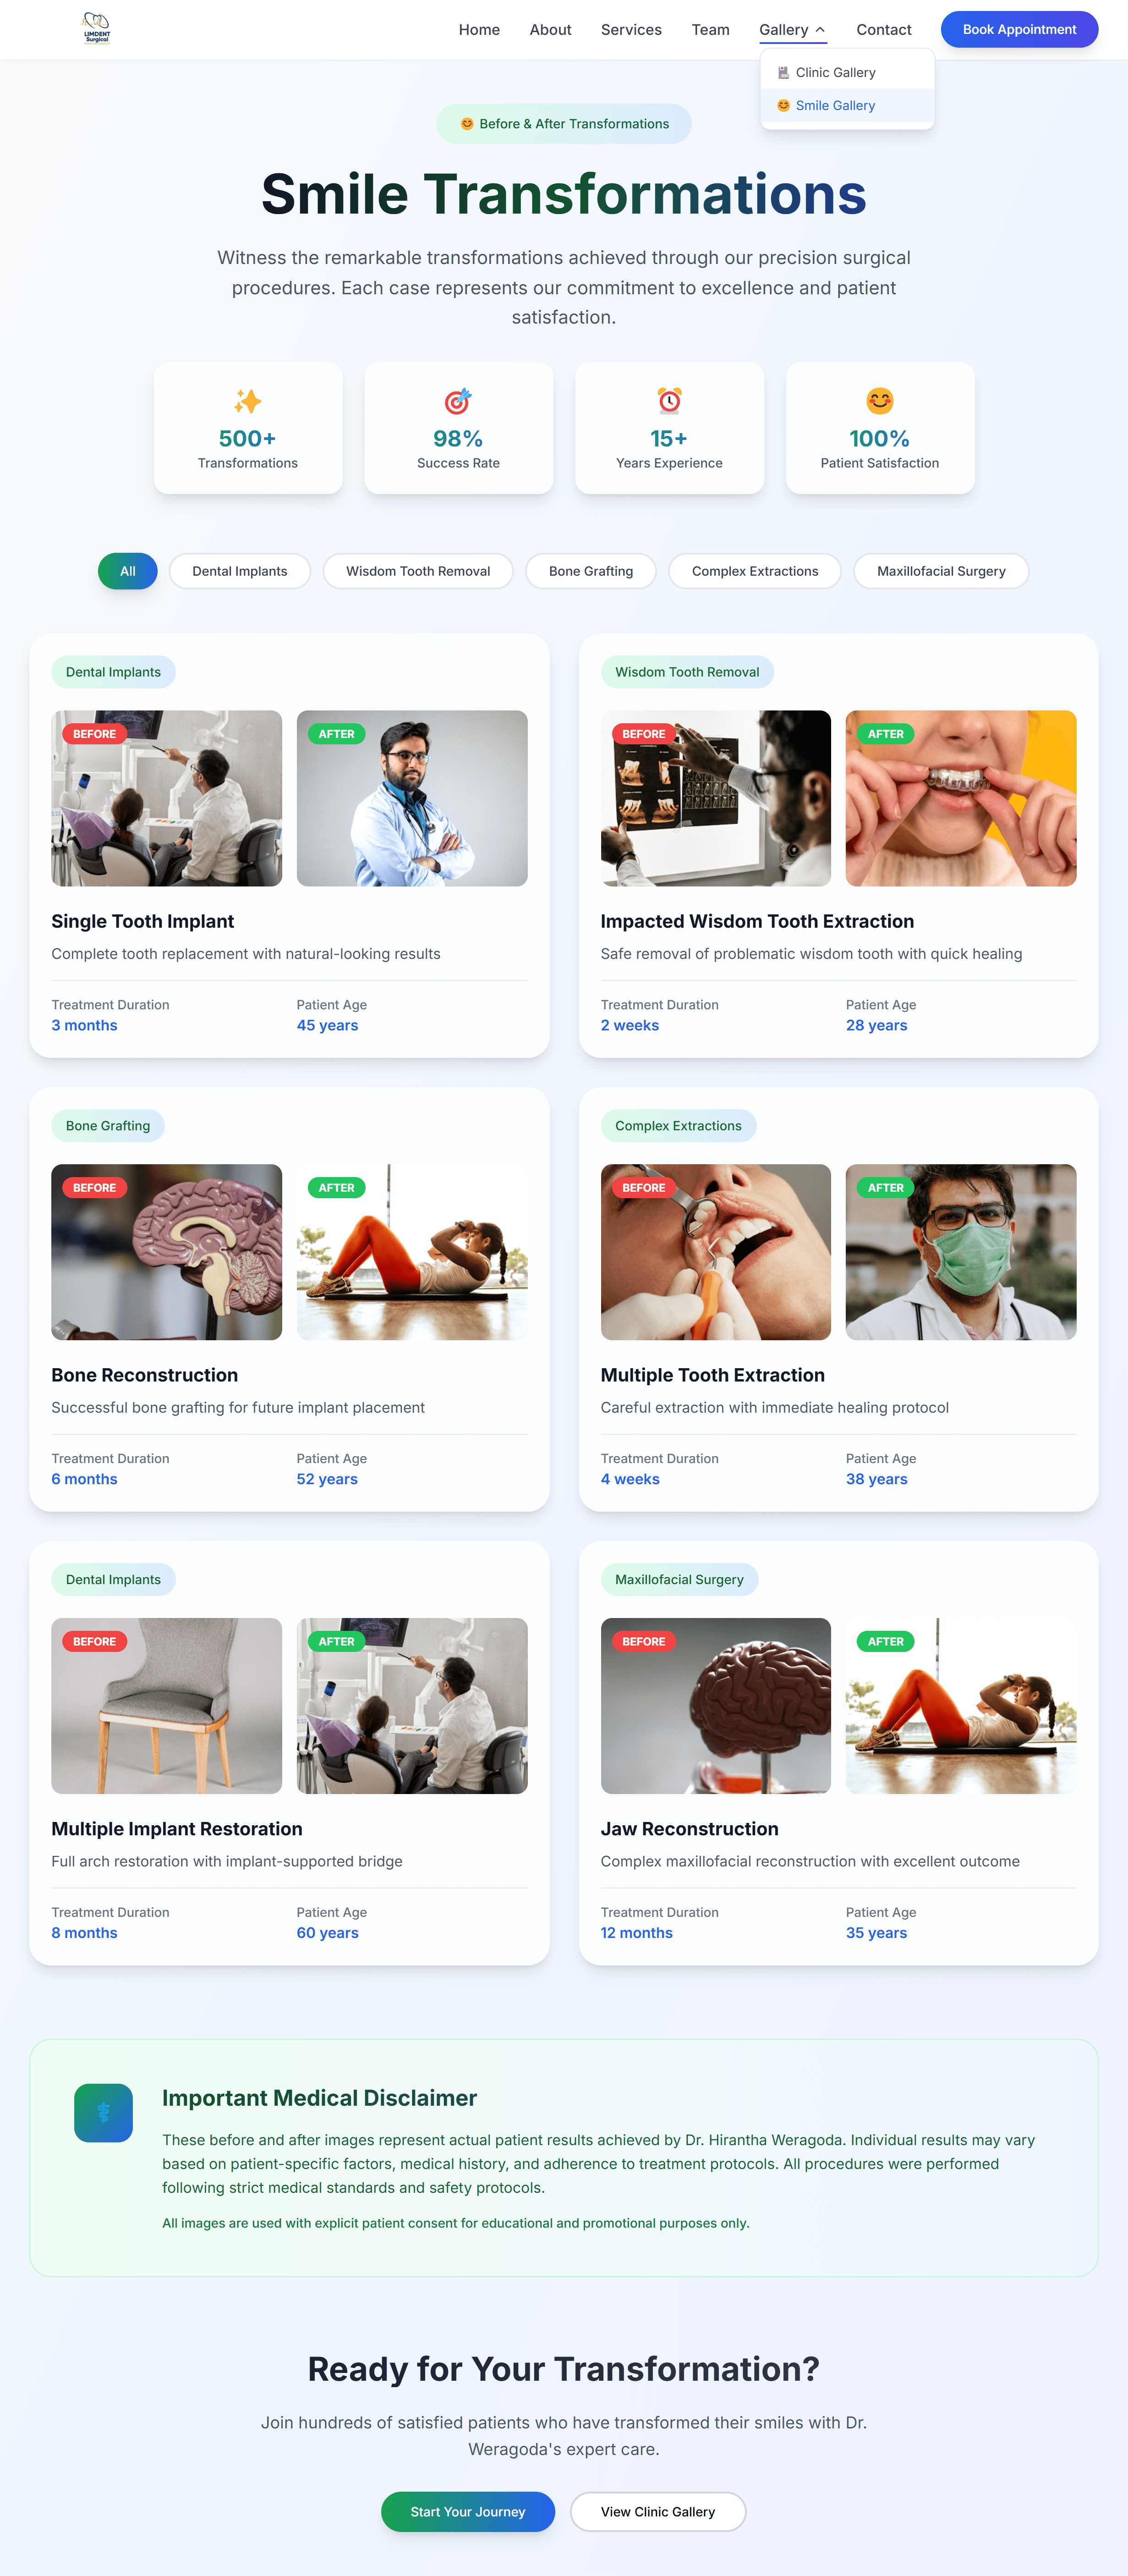 LIMDENT
Surgical
Home
About
Services
Team
Gallery
Contact
Book Appointment
Clinic Gallery
Smile Gallery
Before & After Transformations
Smile Transformations
Witness the remarkable transformations achieved through our precision surgical
procedures. Each case represents our commitment to excellence and patient
satisfaction.
500+
Transformations
98%
Success Rate
15+
Years Experience
100%
Patient Satisfaction
All
Dental Implants
Wisdom Tooth Removal
Bone Grafting
Complex Extractions
Maxillofacial Surgery
Dental Implants
BEFORE
AFTER
Single Tooth Implant
Complete tooth replacement with natural-looking results
Treatment Duration
3 months
Patient Age
45 years
Wisdom Tooth Removal
BEFORE
AFTER
Impacted Wisdom Tooth Extraction
Safe removal of problematic wisdom tooth with quick healing
Treatment Duration
2 weeks
Patient Age
28 years
Bone Grafting
BEFORE
AFTER
Bone Reconstruction
Successful bone grafting for future implant placement
Treatment Duration
6 months
Patient Age
52 years
Complex Extractions
BEFORE
AFTER
Multiple Tooth Extraction
Careful extraction with immediate healing protocol
Treatment Duration
4 weeks
Patient Age
38 years
Dental Implants
BEFORE
AFTER
Multiple Implant Restoration
Full arch restoration with implant-supported bridge
Treatment Duration
8 months
Patient Age
60 years
Maxillofacial Surgery
BEFORE
AFTER
Jaw Reconstruction
Complex maxillofacial reconstruction with excellent outcome
Treatment Duration
12 months
Patient Age
35 years
Important Medical Disclaimer
These before and after images represent actual patient results achieved by Dr. Hirantha Weragoda. Individual results may vary
based on patient-specific factors, medical history, and adherence to treatment protocols. All procedures were performed
following strict medical standards and safety protocols.
All images are used with explicit patient consent for educational and promotional purposes only.
Ready for Your Transformation?
Join hundreds of satisfied patients who have transformed their smiles with Dr.
Weragoda's expert care.
Start Your Journey
View Clinic Gallery